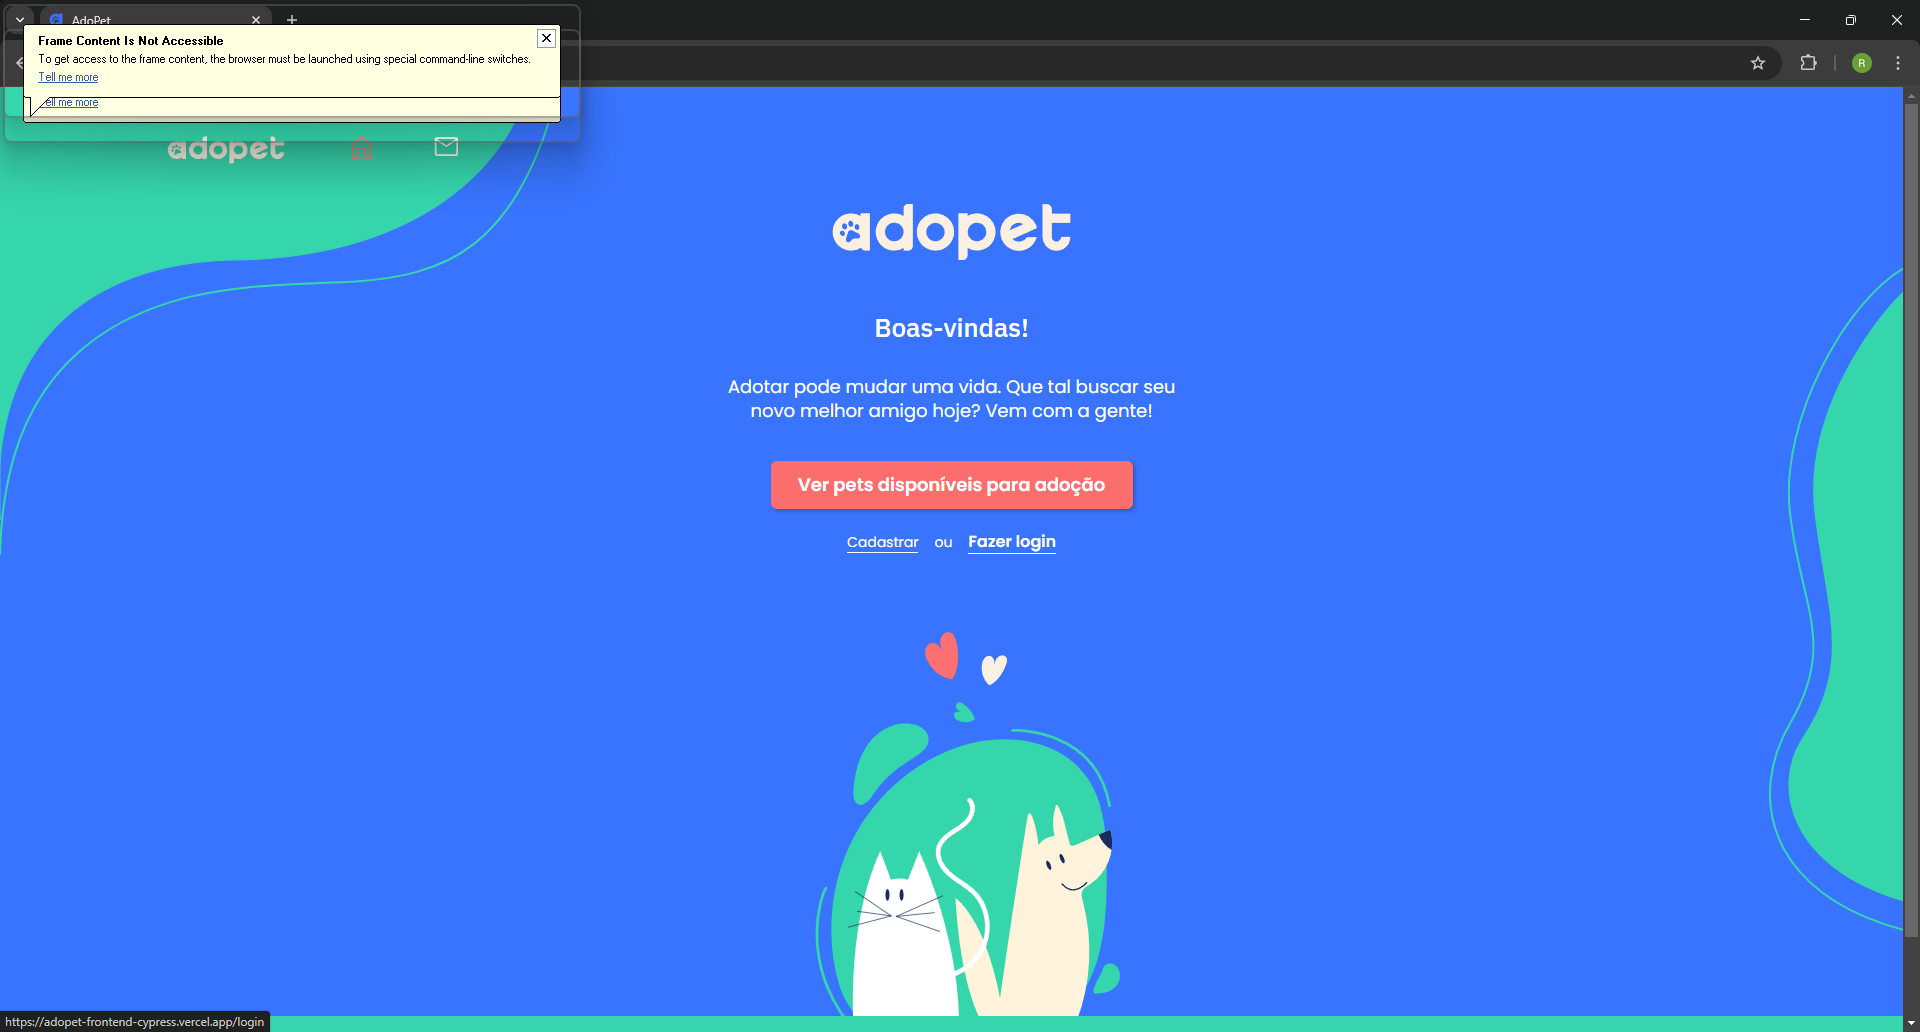 AdoPet
Frame Content Is Not Accessible
To get access to the frame content, the browser must be launched using special command-line switches.
Tell me more
Tell me more
R
adopet
adopet
Boas-vindas!
Adotar pode mudar uma vida. Que tal buscar seu
novo melhor amigo hoje? Vem com a gente!
Ver pets disponíveis para adoção
Cadastrar ou Fazer login
https://adopet-frontend-cypress.vercel.app/login